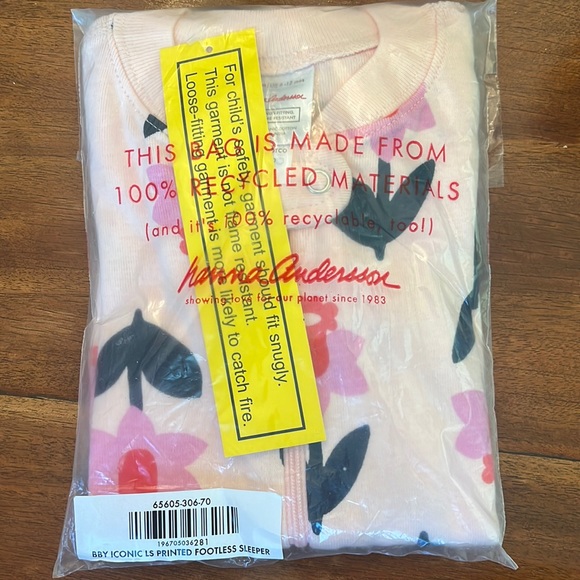 For child's safety, garment should fit snugly.
This garment is not flame resistant.
Loose-fitting garment is more likely to catch fire.
THIS BAG IS MADE FROM
100% RECYCLED MATERIALS
(and it's 100% recyclable, too!)
hanna Andersson
showing love for our planet since 1983
65605-306-70
196705036281
BBY ICONIC LS PRINTED FOOTLESS SLEEPER